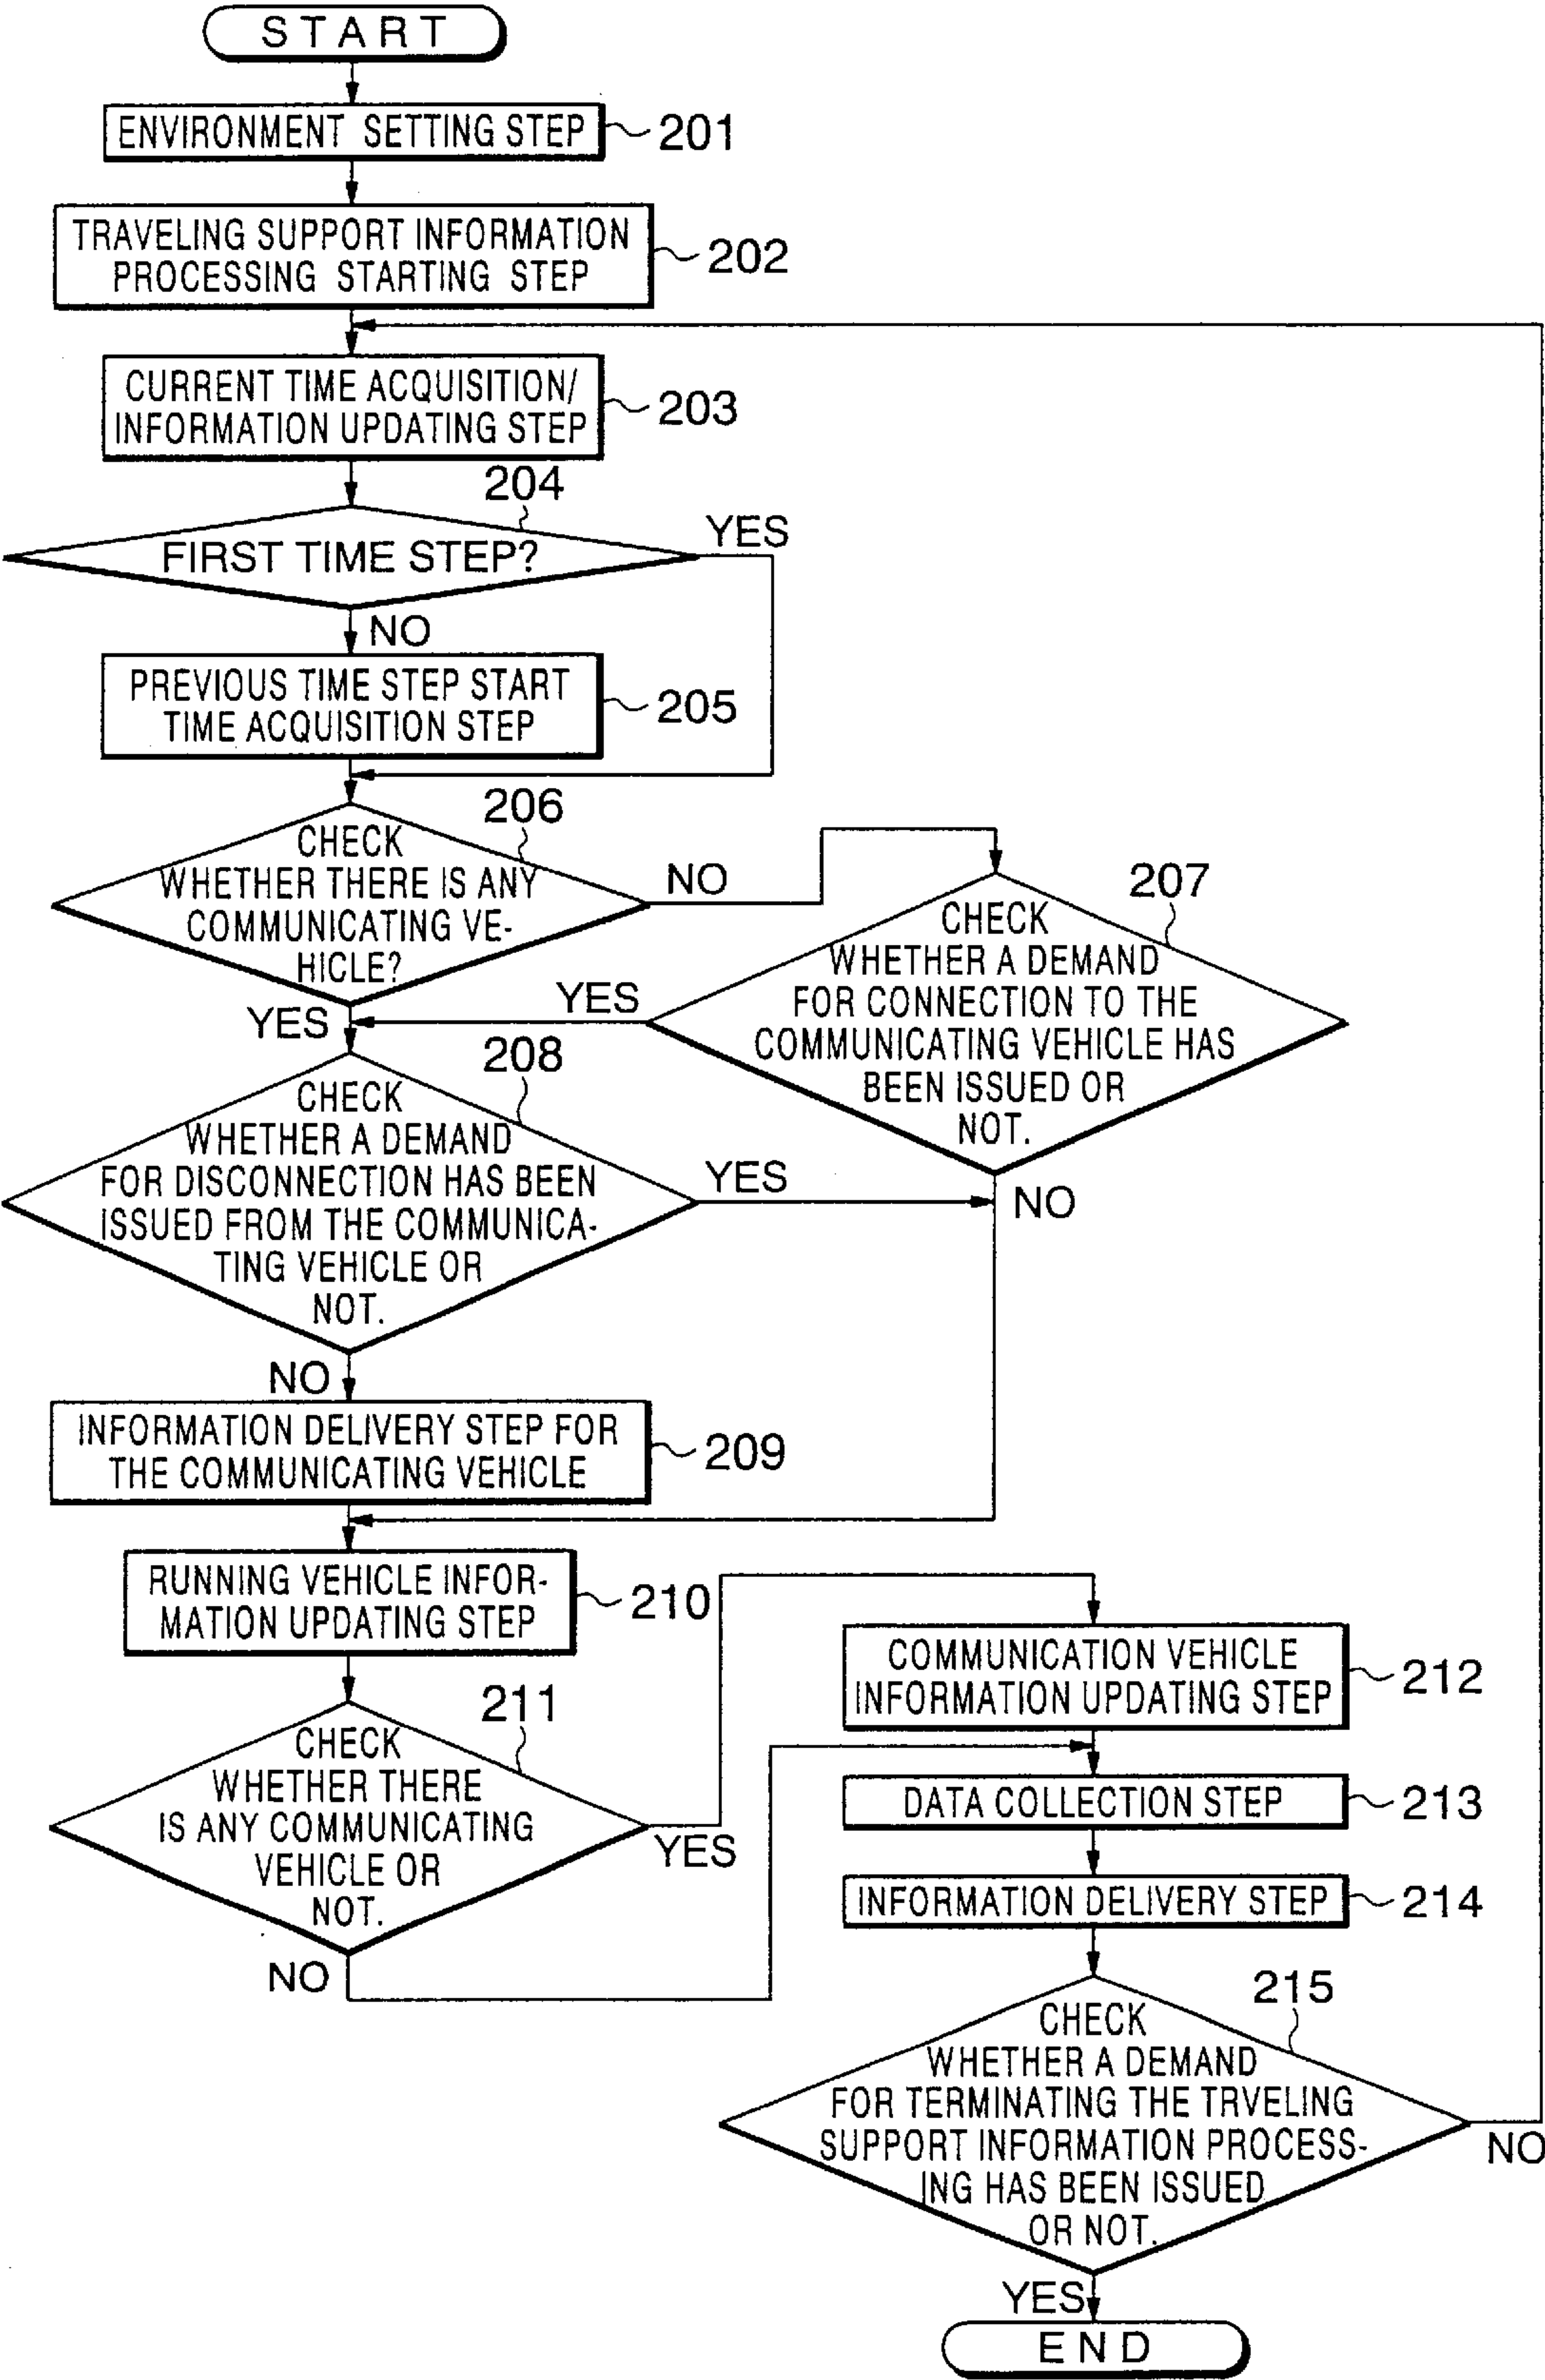 START
ENVIRONMENT SETTING STEP
201
TRAVELING SUPPORT INFORMATION
PROCESSING STARTING STEP
202
CURRENT TIME ACQUISITION/
INFORMATION UPDATING STEP
203
204
FIRST TIME STEP?
YES
NO
PREVIOUS TIME STEP START
TIME ACQUISITION STEP
205
206
CHECK
WHETHER THERE IS ANY
COMMUNICATING VE-
HICLE?
NO
YES
207
CHECK
WHETHER A DEMAND
FOR CONNECTION TO THE
COMMUNICATING VEHICLE HAS
BEEN ISSUED OR
NOT.
YES
NO
208
CHECK
WHETHER A DEMAND
FOR DISCONNECTION HAS BEEN
ISSUED FROM THE COMMUNICA-
TING VEHICLE OR
NOT.
YES
NO
INFORMATION DELIVERY STEP FOR
THE COMMUNICATING VEHICLE
209
RUNNING VEHICLE INFOR-
MATION UPDATING STEP
210
211
CHECK
WHETHER THERE
IS ANY COMMUNICATING
VEHICLE OR
NOT.
YES
NO
COMMUNICATION VEHICLE
INFORMATION UPDATING STEP
212
DATA COLLECTION STEP
213
INFORMATION DELIVERY STEP
214
215
CHECK
WHETHER A DEMAND
FOR TERMINATING THE TRVELING
SUPPORT INFORMATION PROCESS-
ING HAS BEEN ISSUED
OR NOT.
NO
YES
END